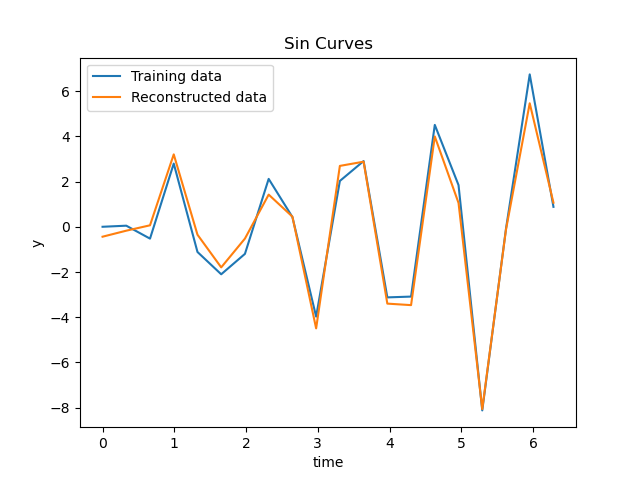 Sin Curves
Training data
Reconstructed data
6
4
2
0
−2
−4
−6
−8
y
0 1 2 3 4 5 6
time